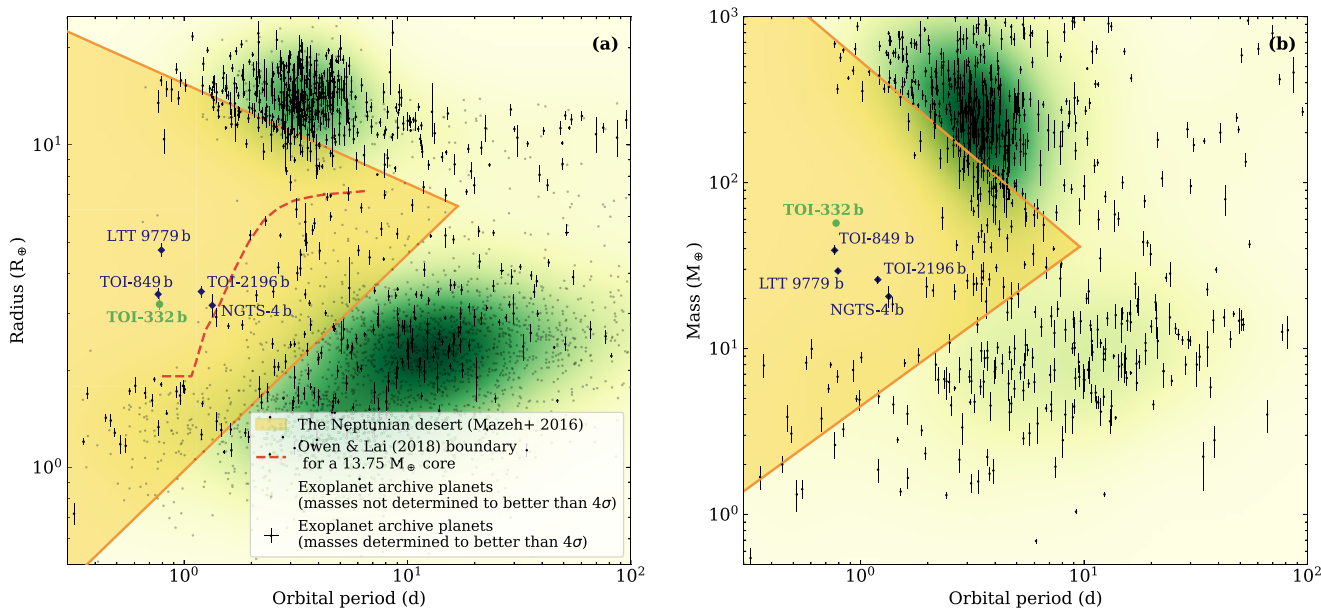 (a)
Radius (R⊕)
10¹
10⁰
LTT 9779 b
TOI-849 b
TOI-2196 b
TOI-332 b
NGTS-4 b
The Neptunian desert (Mazeh+ 2016)
Owen & Lai (2018) boundary
for a 13.75 M⊕ core
Exoplanet archive planets
(masses not determined to better than 4σ)
Exoplanet archive planets
(masses determined to better than 4σ)
10⁰
10¹
10²
Orbital period (d)
(b)
Mass (M⊕)
10³
10²
10¹
10⁰
TOI-332 b
TOI-849 b
LTT 9779 b
TOI-2196 b
NGTS-4 b
10⁰
10¹
10²
Orbital period (d)